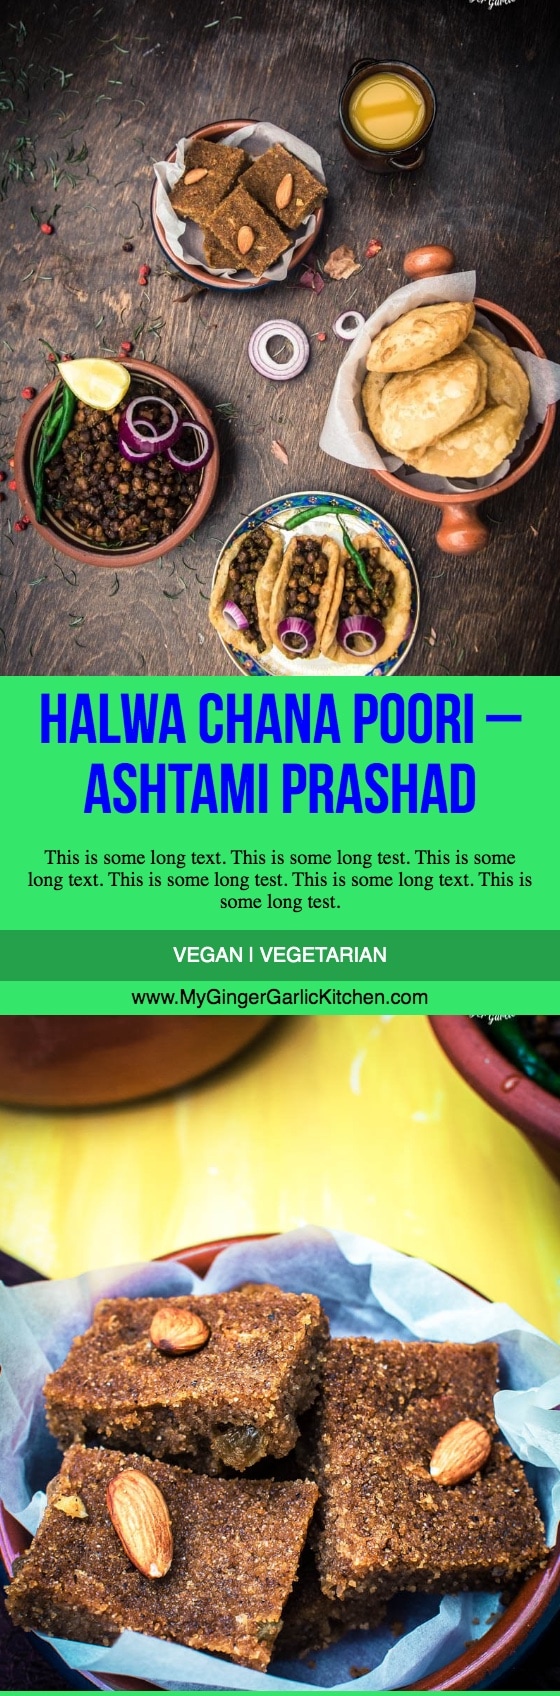 HALWA CHANA POORI –
ASHTAMI PRASHAD
This is some long text. This is some long test. This is some
long text. This is some long test. This is some long text. This is
some long test.
VEGAN | VEGETARIAN
www.MyGingerGarlicKitchen.com